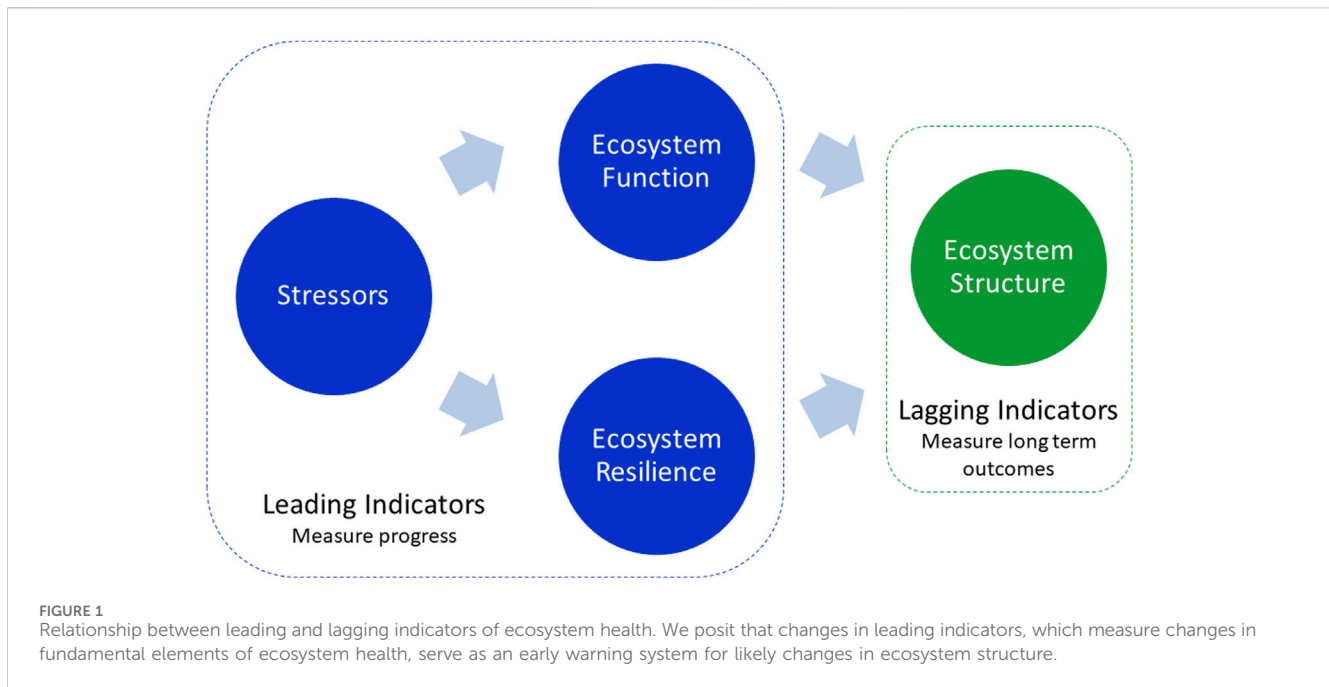 Stressors
Ecosystem
Function
Ecosystem
Resilience
Leading Indicators
Measure progress
Ecosystem
Structure
Lagging Indicators
Measure long term
outcomes
FIGURE 1
Relationship between leading and lagging indicators of ecosystem health. We posit that changes in leading indicators, which measure changes in
fundamental elements of ecosystem health, serve as an early warning system for likely changes in ecosystem structure.